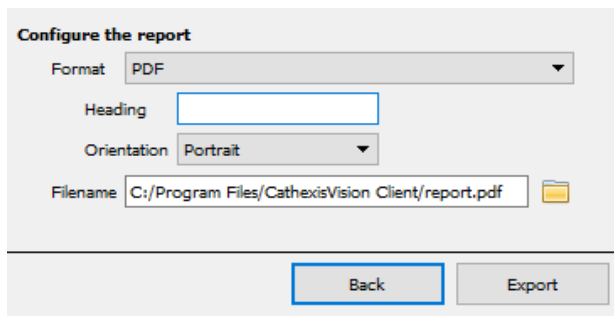 Configure the report
Format PDF
Heading
Orientation Portrait
Filename C:/Program Files/CathexisVision Client/report.pdf
Back Export